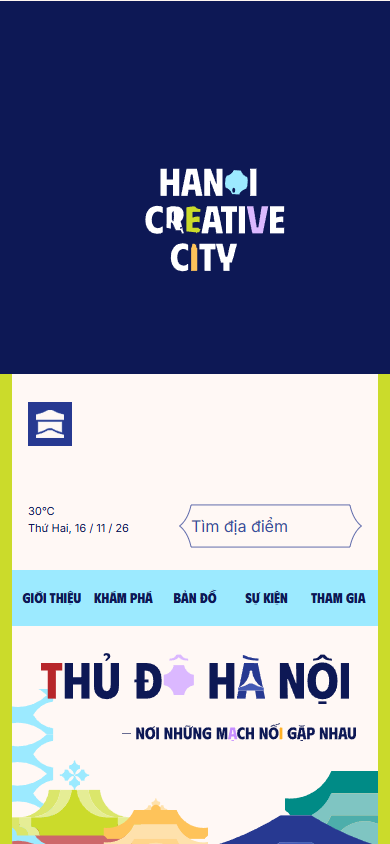 HANOI
CREATIVE
CITY
30°C
Thứ Hai, 16 / 11 / 26
Tìm địa điểm
GIỚI THIỆU KHÁM PHÁ BẢN ĐỒ SỰ KIỆN THAM GIA
THỦ ĐÔ HÀ NỘI
— NƠI NHỮNG MẠCH NỐI GẶP NHAU